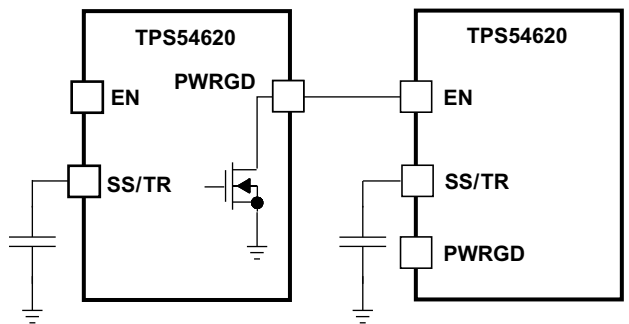 TPS54620
PWRGD
EN
SS/TR
TPS54620
EN
SS/TR
PWRGD